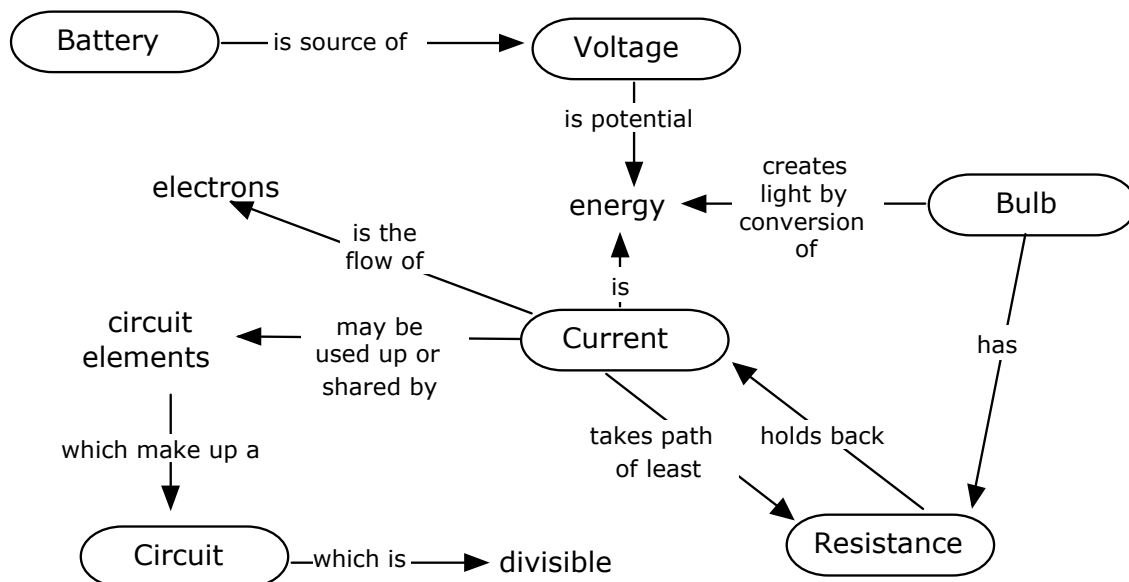 Battery
is source of
Voltage
is potential
creates
light by
conversion
of
electrons
energy
Bulb
is the
flow of
is
circuit
elements
may be
used up or
shared by
Current
has
which make up a
takes path
of least
holds back
Circuit
which is
divisible
Resistance